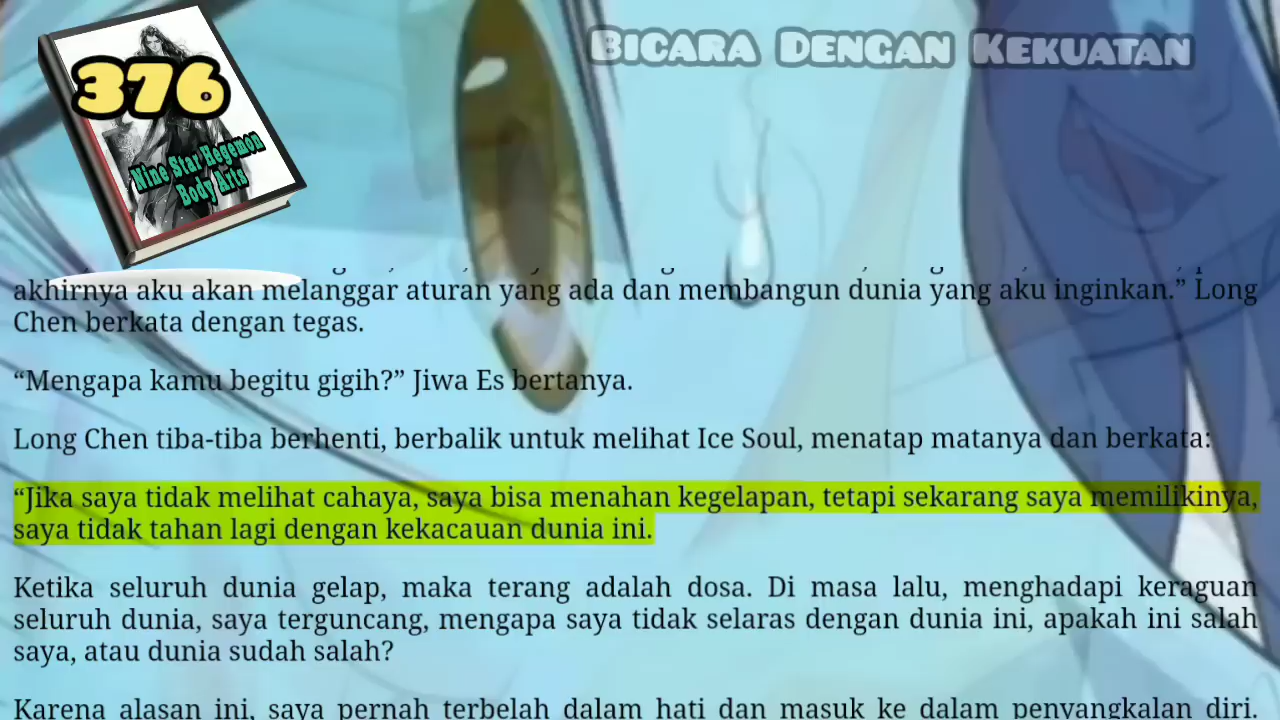 376
Nine Star Hegemon
Body Arts
BICARA DENGAN KEKUATAN
akhirnya aku akan melanggar aturan yang ada dan membangun dunia yang aku inginkan.” Long
Chen berkata dengan tegas.
“Mengapa kamu begitu gigih?” Jiwa Es bertanya.
Long Chen tiba-tiba berhenti, berbalik untuk melihat Ice Soul, menatap matanya dan berkata:
“Jika saya tidak melihat cahaya, saya bisa menahan kegelapan, tetapi sekarang saya memilikinya,
saya tidak tahan lagi dengan kekacauan dunia ini.
Ketika seluruh dunia gelap, maka terang adalah dosa. Di masa lalu, menghadapi keraguan
seluruh dunia, saya terguncang, mengapa saya tidak selaras dengan dunia ini, apakah ini salah
saya, atau dunia sudah salah?
Karena alasan ini, saya pernah terbelah dalam hati dan masuk ke dalam penyangkalan diri.